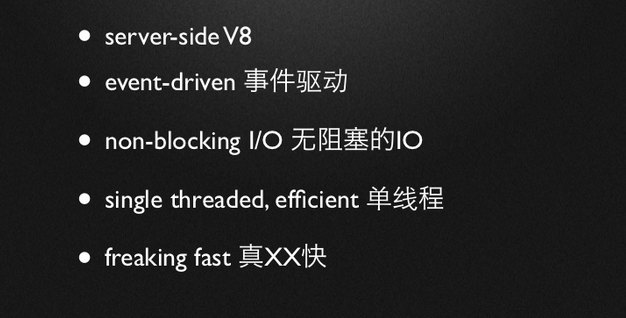 • server-side V8
• event-driven 事件驱动
• non-blocking I/O 无阻塞的IO
• single threaded, efficient 单线程
• freaking fast 真XX快